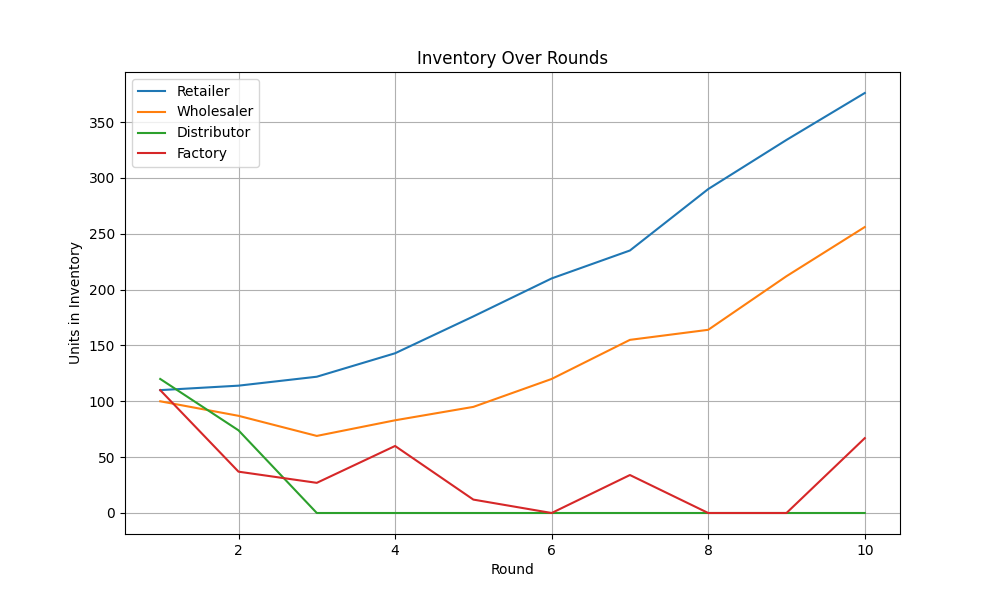 Inventory Over Rounds
Retailer
Wholesaler
Distributor
Factory
Units in Inventory
350
300
250
200
150
100
50
0
2
4
6
8
10
Round